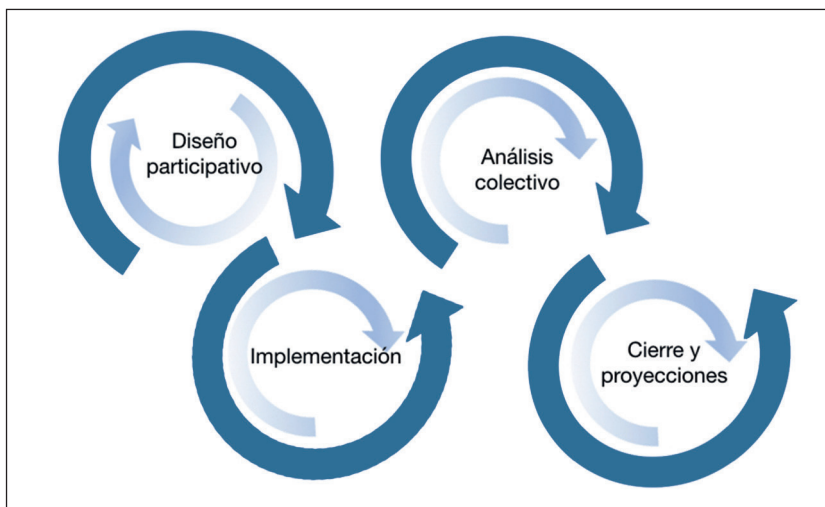 Diseño
participativo
Implementación
Análisis
colectivo
Cierre y
proyecciones